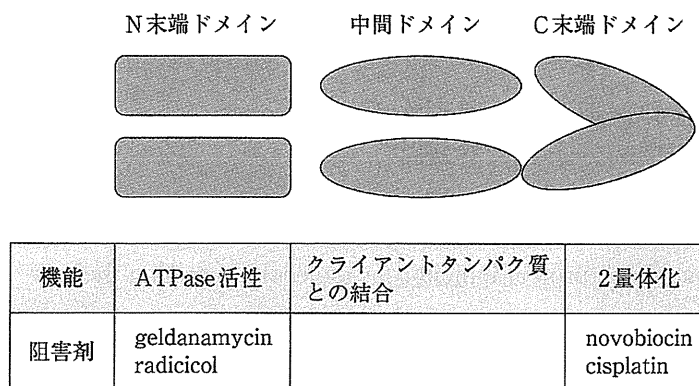 N末端ドメイン
中間ドメイン
C末端ドメイン
機能
ATPase活性
クライアントタンパク質
との結合
2量体化
阻害剤
geldanamycin
radicicol
novobiocin
cisplatin